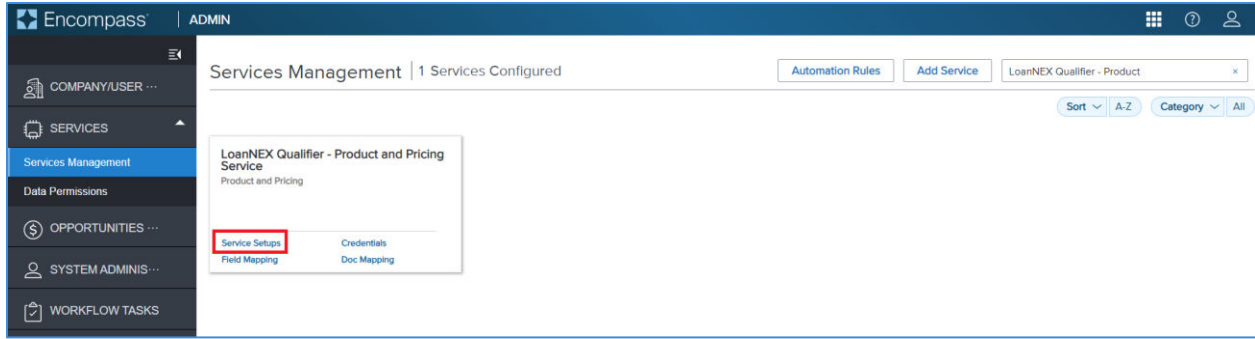 Encompass® | ADMIN
Services Management | 1 Services Configured
Automation Rules
Add Service
LoanNEX Qualifier - Product
×
Sort A-Z
Category All
COMPANY/USER ···
SERVICES
Services Management
Data Permissions
OPPORTUNITIES ···
SYSTEM ADMINIS···
WORKFLOW TASKS
LoanNEX Qualifier - Product and Pricing
Service
Product and Pricing
Service Setups
Credentials
Field Mapping
Doc Mapping